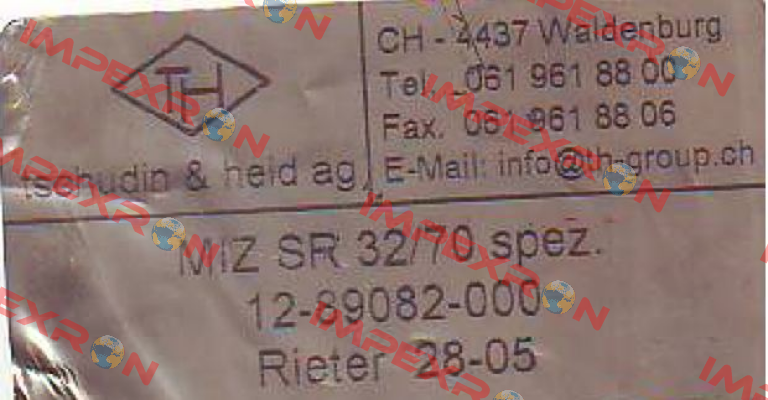 TH
tschudin & heid ag
CH - 4437 Waldenburg
Tel. 061 961 88 00
Fax. 061 961 88 06
E-Mail: info@th-group.ch
MIZ SR 32/70 spez.
12-89082-000
Rieter 28-05
IMPEXRON